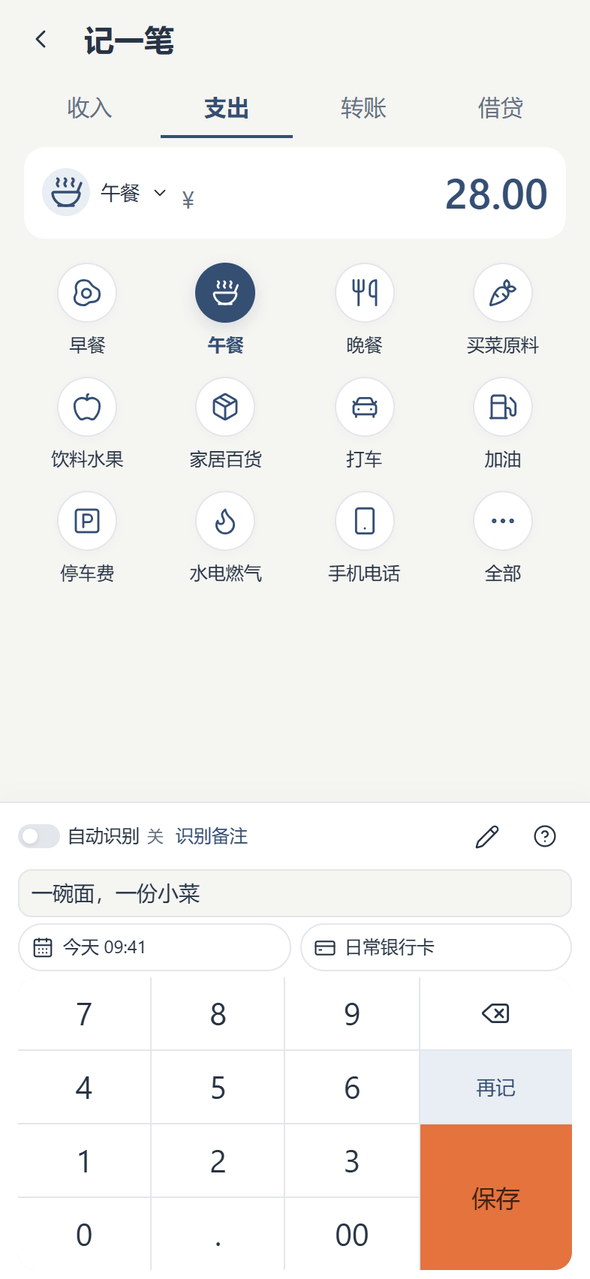 记一笔
收入 支出 转账 借贷
午餐 ¥ 28.00
早餐 午餐 晚餐 买菜原料
饮料水果 家居百货 打车 加油
P
停车费 水电燃气 手机电话 全部
自动识别 关 识别备注
一碗面，一份小菜
今天 09:41 日常银行卡
7 8 9
4 5 6 再记
1 2 3
保存
0 . 00